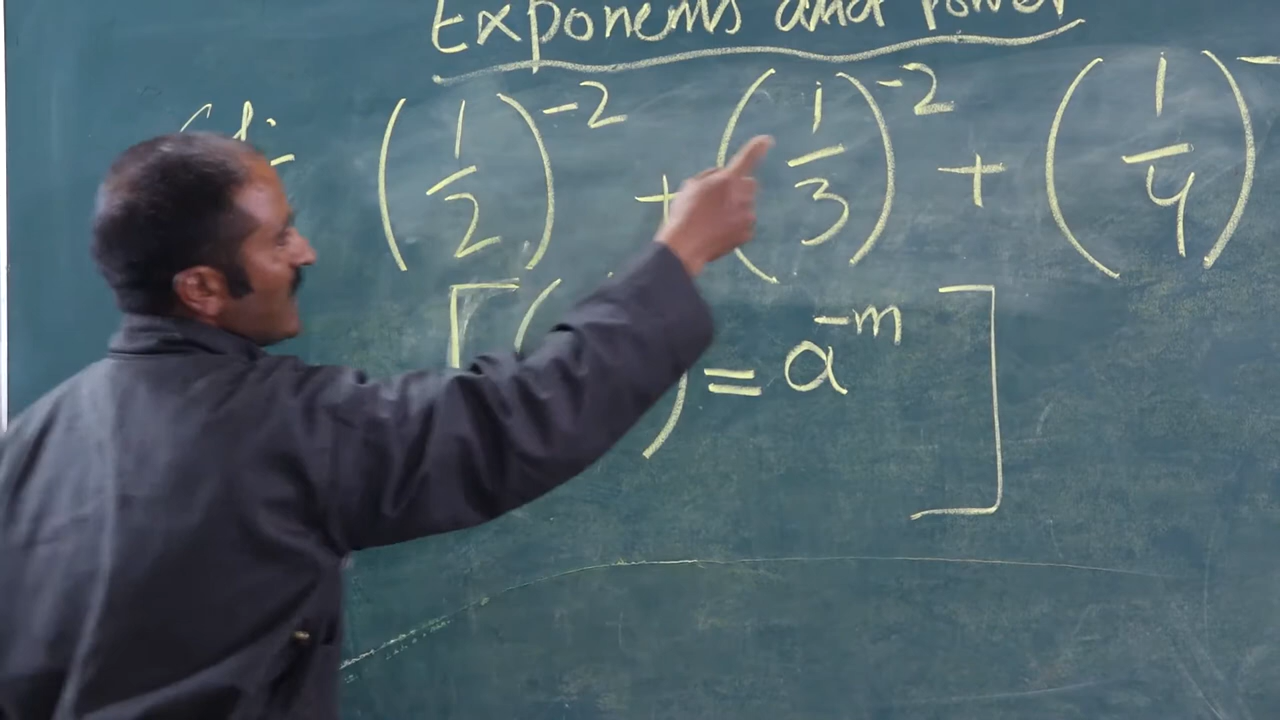 Exponents and Power
(1/2)^-2 + (1/3)^-2 + (1/4)^-
[( ) = a^-m]